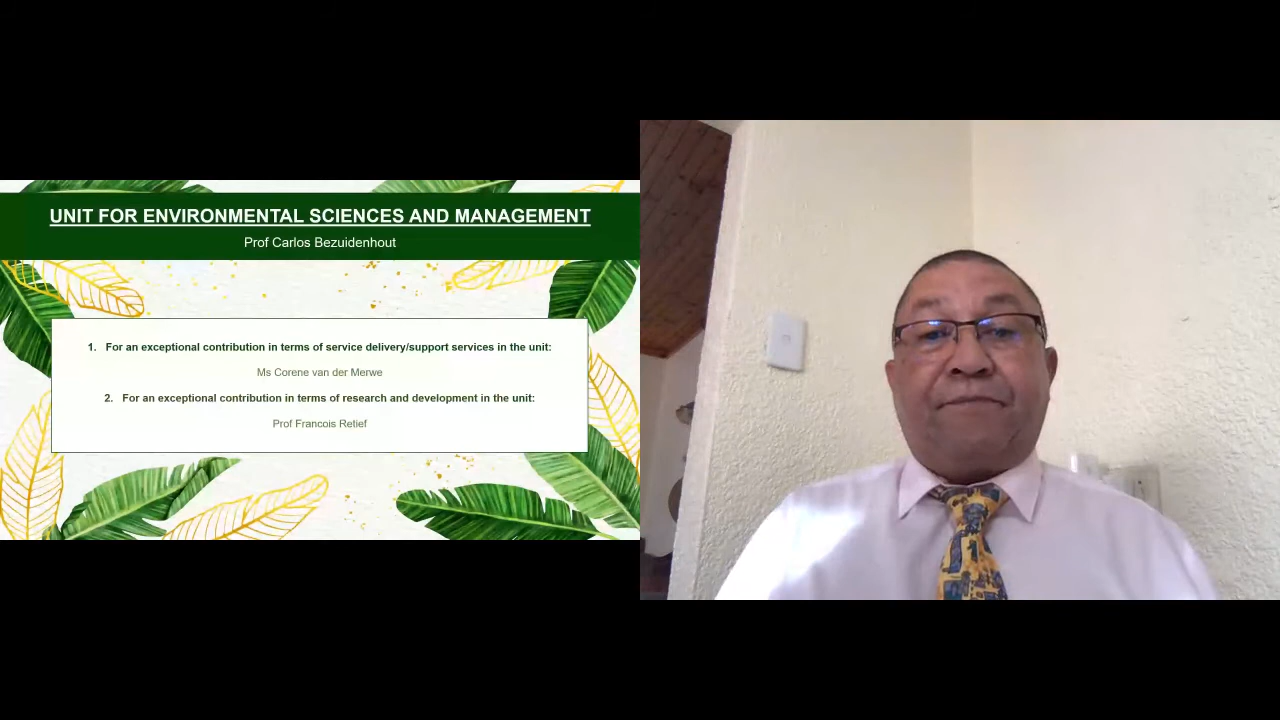 UNIT FOR ENVIRONMENTAL SCIENCES AND MANAGEMENT
Prof Carlos Bezuidenhout
1. For an exceptional contribution in terms of service delivery/support services in the unit:
Ms Corene van der Merwe
2. For an exceptional contribution in terms of research and development in the unit:
Prof Francois Retief